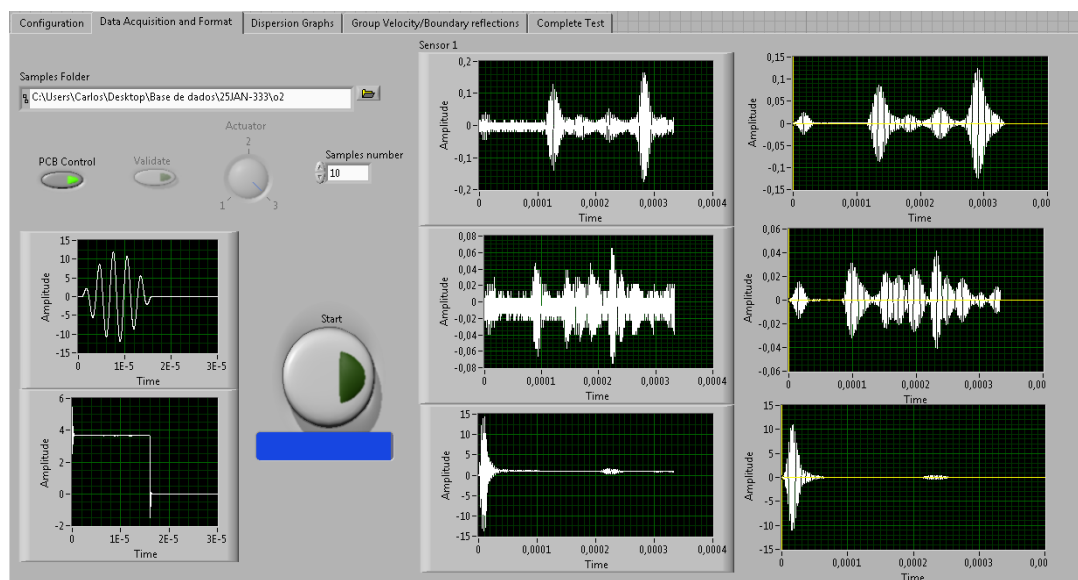 Configuration Data Acquisition and Format Dispersion Graphs Group Velocity/Boundary reflections Complete Test
Samples Folder
C:\Users\Carlos\Desktop\Base de dados\25JAN-333\o2
PCB Control
Validate
Actuator
1 2 3
Samples number
10
Amplitude
15
10
5
0
-5
-10
-15
0 1E-5 2E-5 3E-5
Time
Amplitude
6
4
2
0
-2
0 1E-5 2E-5 3E-5
Time
Start
Sensor 1
Amplitude
0,2
0,1
0
-0,1
-0,2
0 0,0001 0,0002 0,0003 0,0004
Time
Amplitude
0,15
0,1
0,05
0
-0,05
-0,1
-0,15
0 0,0001 0,0002 0,0003 0,00
Time
Amplitude
0,08
0,06
0,04
0,02
0
-0,02
-0,04
-0,06
-0,08
0 0,0001 0,0002 0,0003 0,0004
Time
Amplitude
0,06
0,04
0,02
0
-0,02
-0,04
-0,06
0 0,0001 0,0002 0,0003 0,00
Time
Amplitude
15
10
5
0
-5
-10
-15
0 0,0001 0,0002 0,0003 0,0004
Time
Amplitude
15
10
5
0
-5
-10
-15
0 0,0001 0,0002 0,0003 0,00
Time